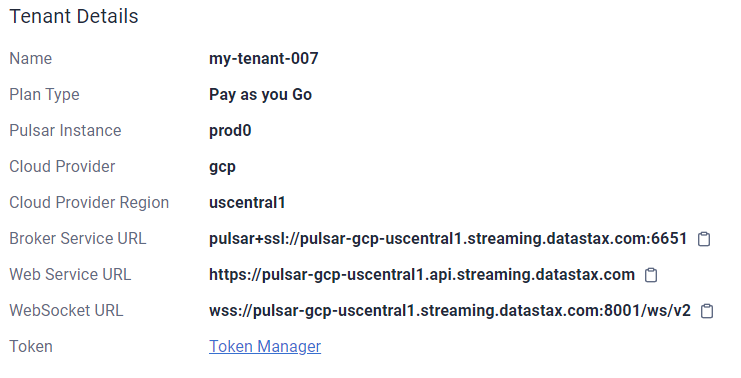 Tenant Details
Name my-tenant-007
Plan Type Pay as you Go
Pulsar Instance prod0
Cloud Provider gcp
Cloud Provider Region uscentral1
Broker Service URL pulsar+ssl://pulsar-gcp-uscentral1.streaming.datastax.com:6651
Web Service URL https://pulsar-gcp-uscentral1.api.streaming.datastax.com
WebSocket URL wss://pulsar-gcp-uscentral1.streaming.datastax.com:8001/ws/v2
Token Token Manager